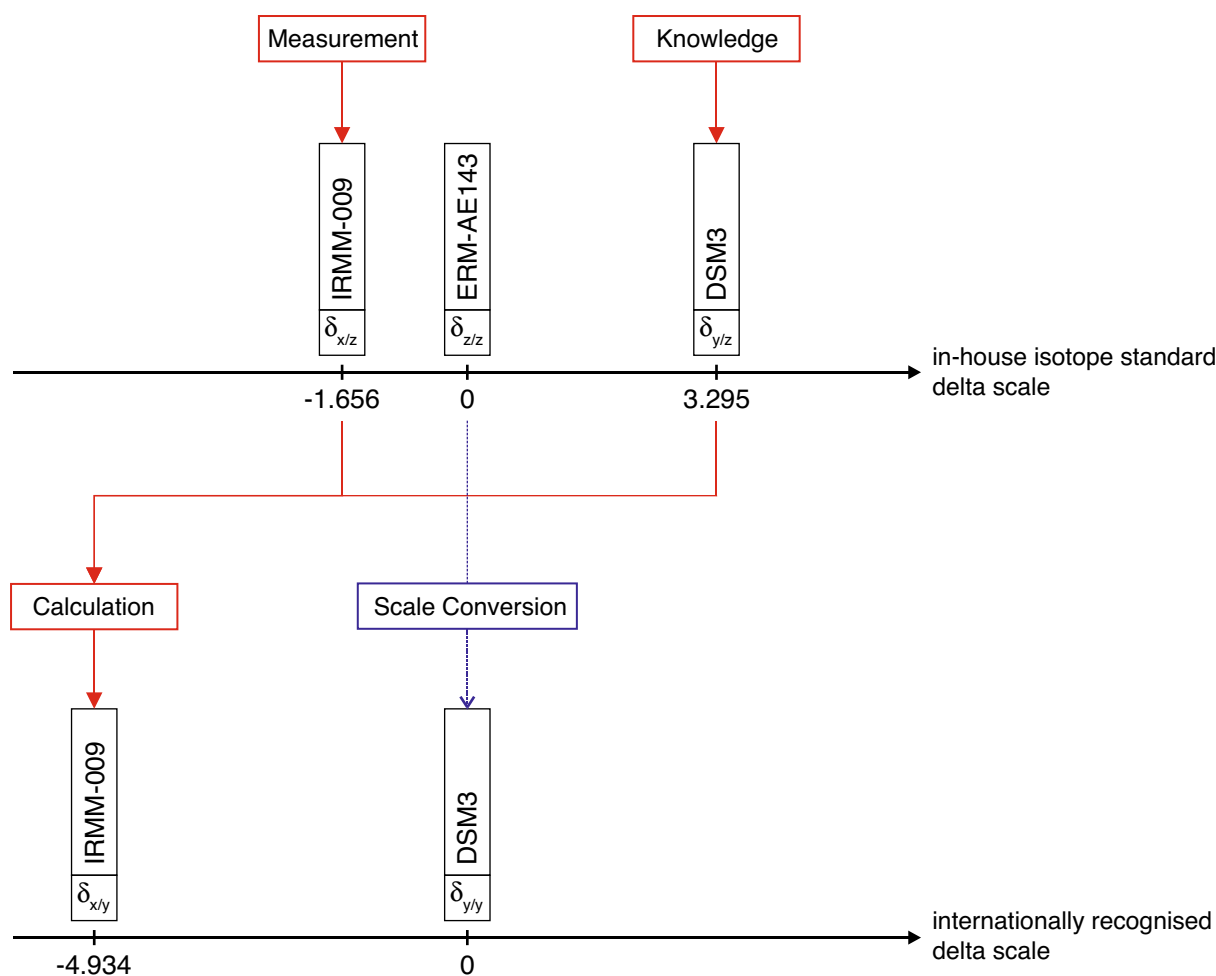 Measurement
Knowledge
IRMM-009
ERM-AE143
DSM3
δx/z
δz/z
δy/z
in-house isotope standard
delta scale
-1.656
0
3.295
Calculation
Scale Conversion
IRMM-009
DSM3
δx/y
δy/y
internationally recognised
delta scale
-4.934
0